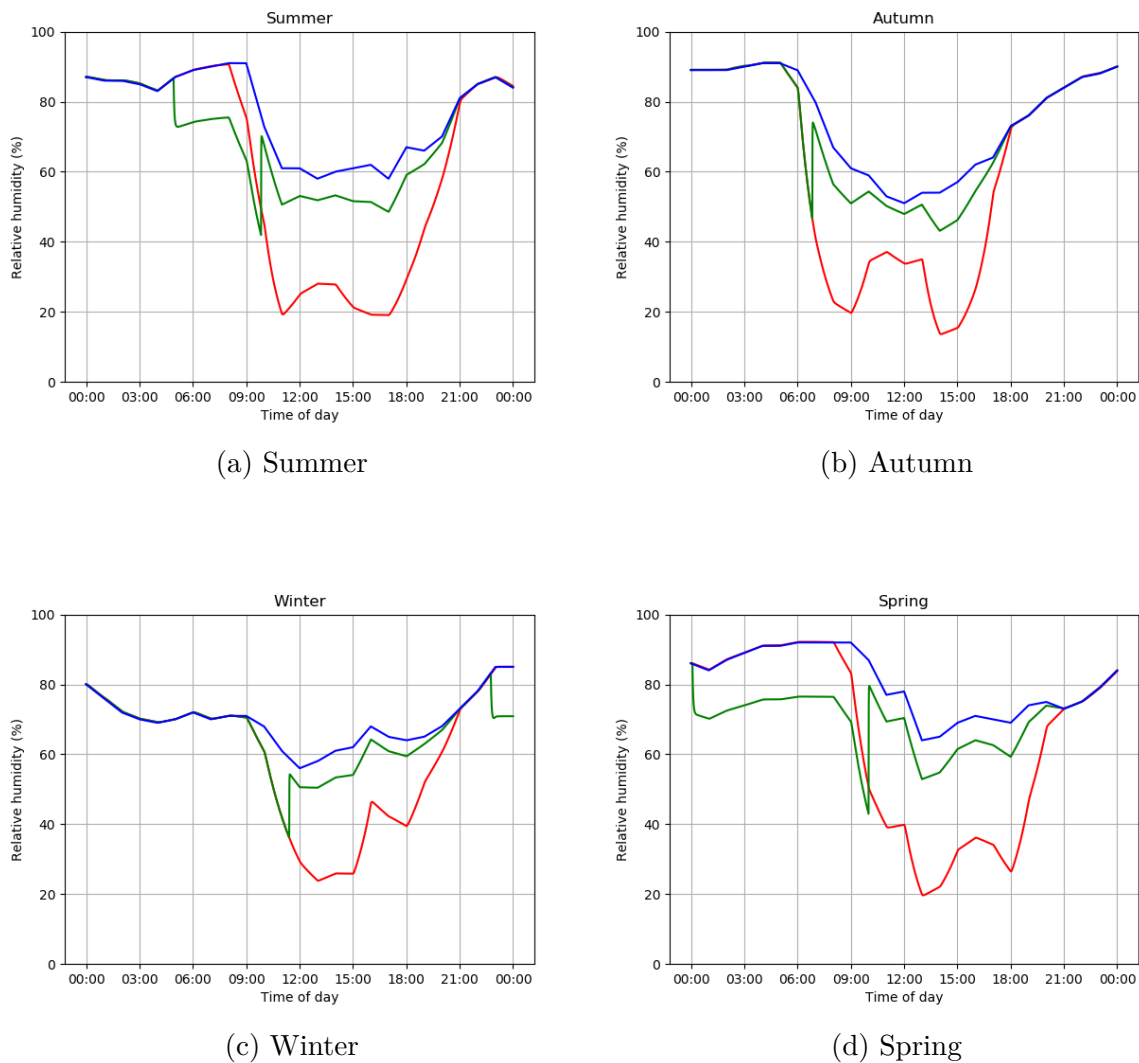 Summer
100
80
60
40
20
0
Relative humidity (%)
00:00 03:00 06:00 09:00 12:00 15:00 18:00 21:00 00:00
Time of day
(a) Summer
Autumn
100
80
60
40
20
0
Relative humidity (%)
00:00 03:00 06:00 09:00 12:00 15:00 18:00 21:00 00:00
Time of day
(b) Autumn
Winter
100
80
60
40
20
0
Relative humidity (%)
00:00 03:00 06:00 09:00 12:00 15:00 18:00 21:00 00:00
Time of day
(c) Winter
Spring
100
80
60
40
20
0
Relative humidity (%)
00:00 03:00 06:00 09:00 12:00 15:00 18:00 21:00 00:00
Time of day
(d) Spring